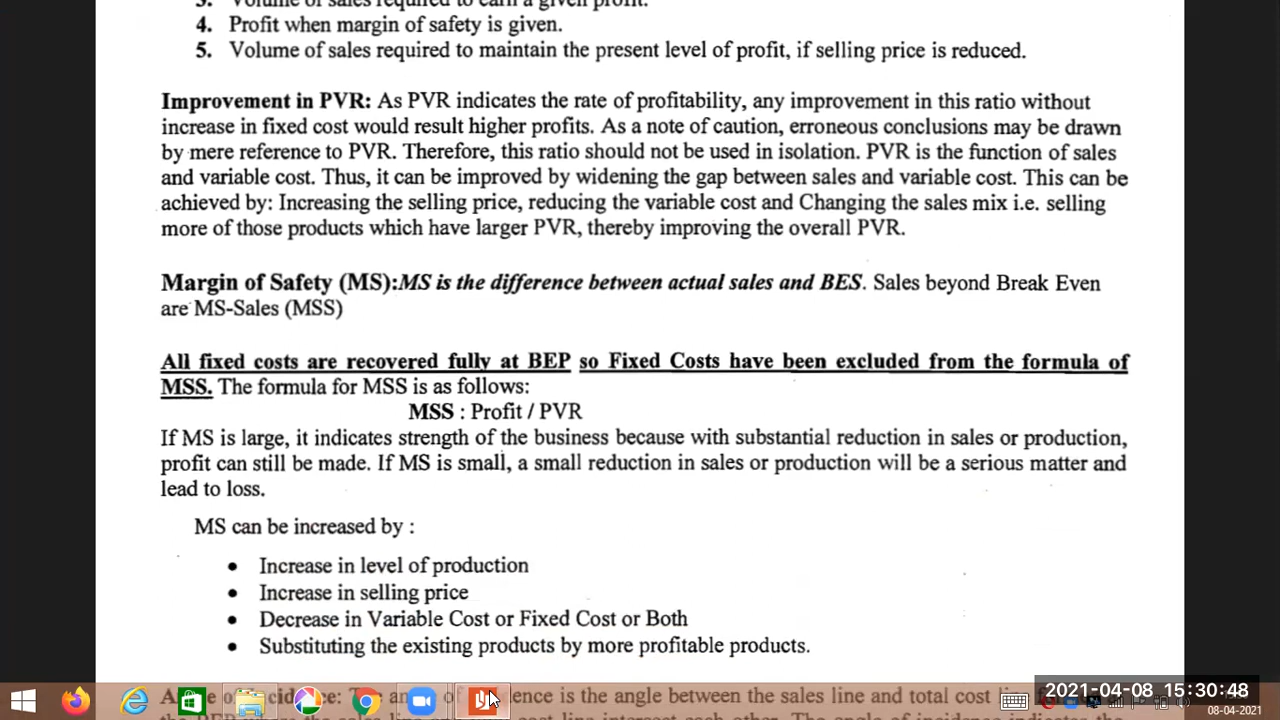 3. Volume of sales required to earn a given profit.
4. Profit when margin of safety is given.
5. Volume of sales required to maintain the present level of profit, if selling price is reduced.
Improvement in PVR: As PVR indicates the rate of profitability, any improvement in this ratio without
increase in fixed cost would result higher profits. As a note of caution, erroneous conclusions may be drawn
by mere reference to PVR. Therefore, this ratio should not be used in isolation. PVR is the function of sales
and variable cost. Thus, it can be improved by widening the gap between sales and variable cost. This can be
achieved by: Increasing the selling price, reducing the variable cost and Changing the sales mix i.e. selling
more of those products which have larger PVR, thereby improving the overall PVR.
Margin of Safety (MS):MS is the difference between actual sales and BES. Sales beyond Break Even
are MS-Sales (MSS)
All fixed costs are recovered fully at BEP so Fixed Costs have been excluded from the formula of
MSS. The formula for MSS is as follows:
MSS : Profit / PVR
If MS is large, it indicates strength of the business because with substantial reduction in sales or production,
profit can still be made. If MS is small, a small reduction in sales or production will be a serious matter and
lead to loss.
MS can be increased by :
• Increase in level of production
• Increase in selling price
• Decrease in Variable Cost or Fixed Cost or Both
• Substituting the existing products by more profitable products.
is the angle between the sales line and total cost
2021-04-08 15:30:48
08-04-2021